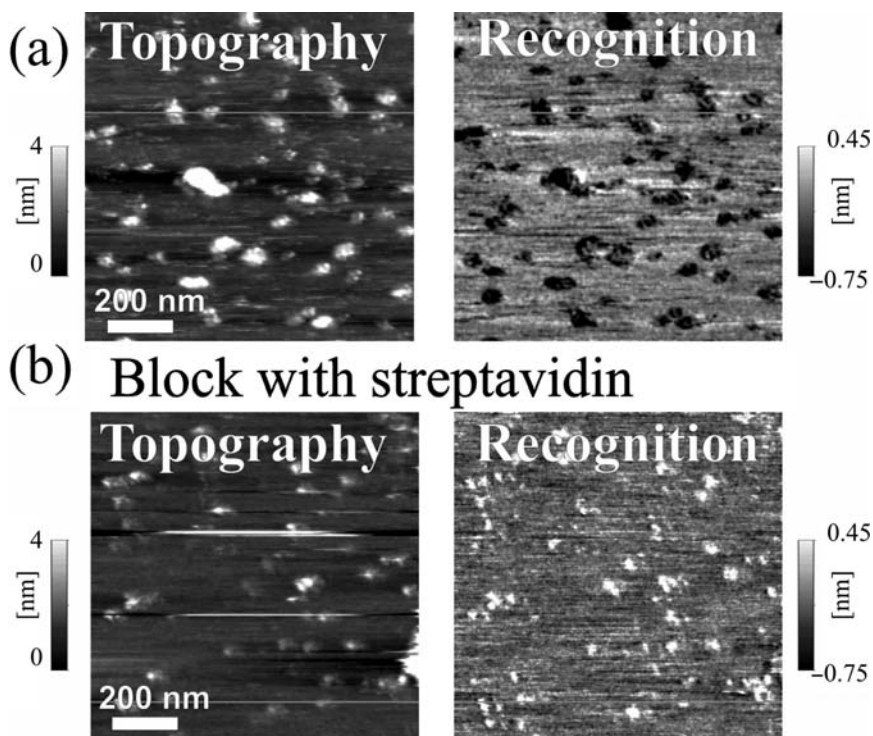 (a)
Topography
Recognition
4
[nm]
0
200 nm
0.45
[nm]
−0.75
(b)
Block with streptavidin
Topography
Recognition
4
[nm]
0
200 nm
0.45
[nm]
−0.75